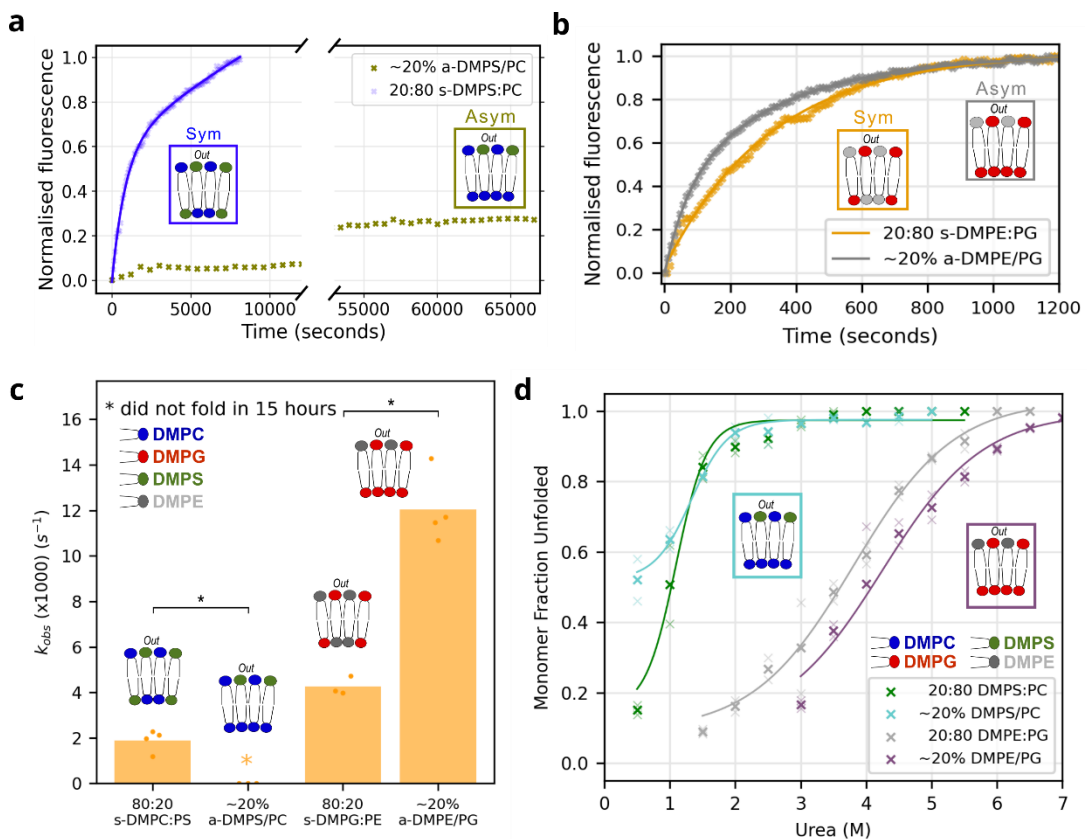 a
Normalised fluorescence
1.0
0.8
0.6
0.4
0.2
0.0
0
5000
10000
55000
60000
65000
Time (seconds)
~20% a-DMPS/PC
20:80 s-DMPS:PC
Sym
Out
Asym
Out
b
Normalised fluorescence
1.0
0.8
0.6
0.4
0.2
0.0
0
200
400
600
800
1000
1200
Time (seconds)
Asym
Out
Sym
Out
20:80 s-DMPE:PG
~20% a-DMPE/PG
c
k_obs (x1000) (s⁻¹)
16
14
12
10
8
6
4
2
0
* did not fold in 15 hours
DMPC
DMPG
DMPS
DMPE
*
*
Out
Out
Out
Out
*
80:20
s-DMPC:PS
~20%
a-DMPS/PC
80:20
s-DMPG:PE
~20%
a-DMPE/PG
d
Monomer Fraction Unfolded
1.0
0.8
0.6
0.4
0.2
0.0
0
1
2
3
4
5
6
7
Urea (M)
Out
Out
DMPC
DMPS
DMPG
DMPE
20:80 DMPS:PC
~20% DMPS/PC
20:80 DMPE:PG
~20% DMPE/PG